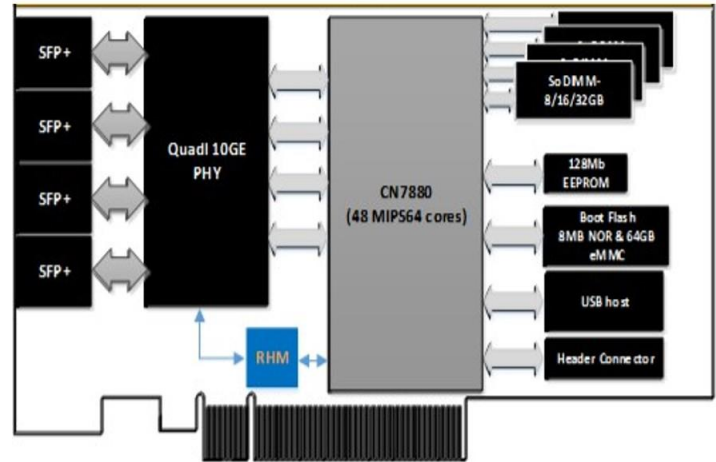 SFP+
SFP+
SFP+
SFP+
Quadl 10GE
PHY
RHM
CN7880
(48 MIPS64 cores)
SoDIMM-
8/16/32GB
128Mb
EEPROM
Boot Flash
8MB NOR & 64GB
eMMC
USB host
Header Connector